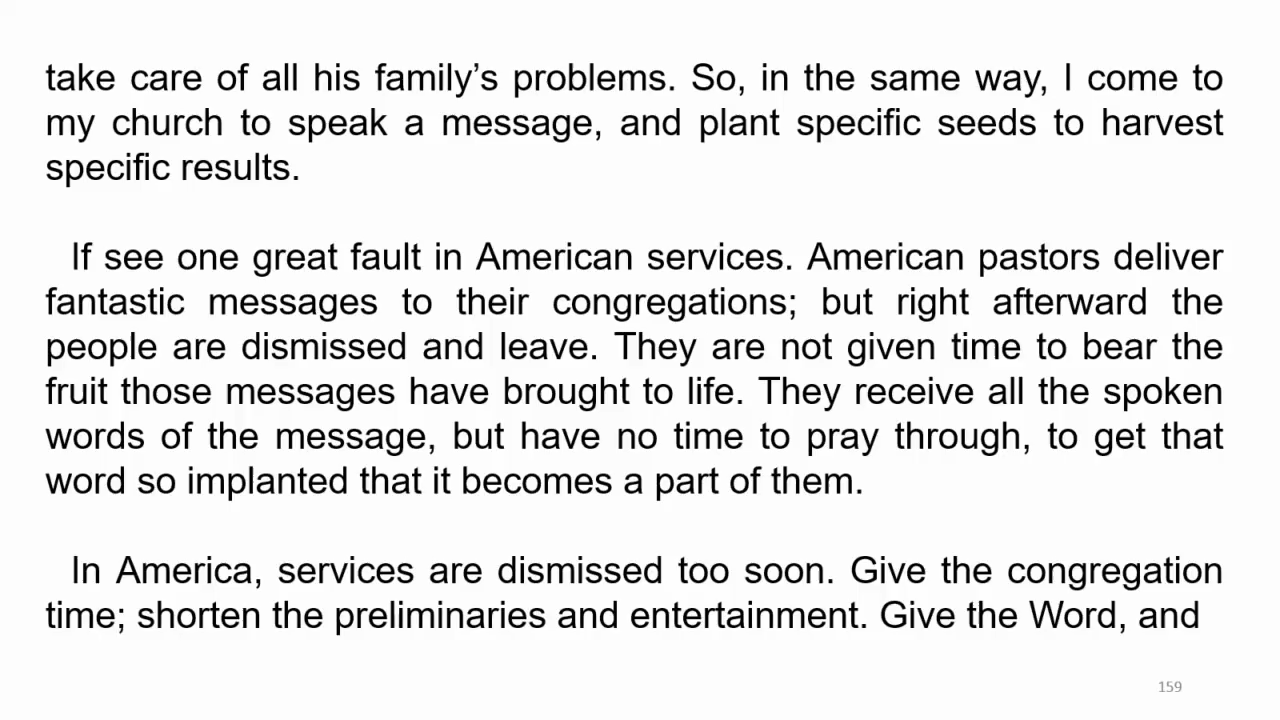 take care of all his family’s problems. So, in the same way, I come to
my church to speak a message, and plant specific seeds to harvest
specific results.
If see one great fault in American services. American pastors deliver
fantastic messages to their congregations; but right afterward the
people are dismissed and leave. They are not given time to bear the
fruit those messages have brought to life. They receive all the spoken
words of the message, but have no time to pray through, to get that
word so implanted that it becomes a part of them.
In America, services are dismissed too soon. Give the congregation
time; shorten the preliminaries and entertainment. Give the Word, and
159